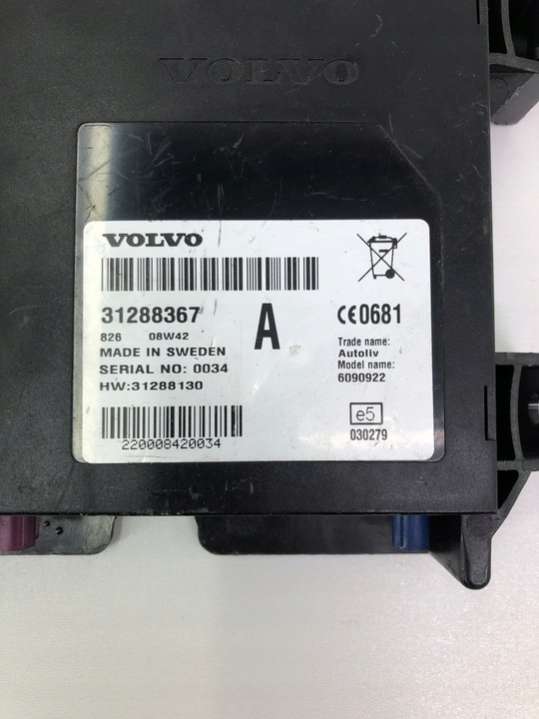 VOLVO
VOLVO
31288367
A
CE0681
826 08W42
MADE IN SWEDEN
SERIAL NO: 0034
HW:31288130
Trade name:
Autoliv
Model name:
6090922
e5
030279
220008420034